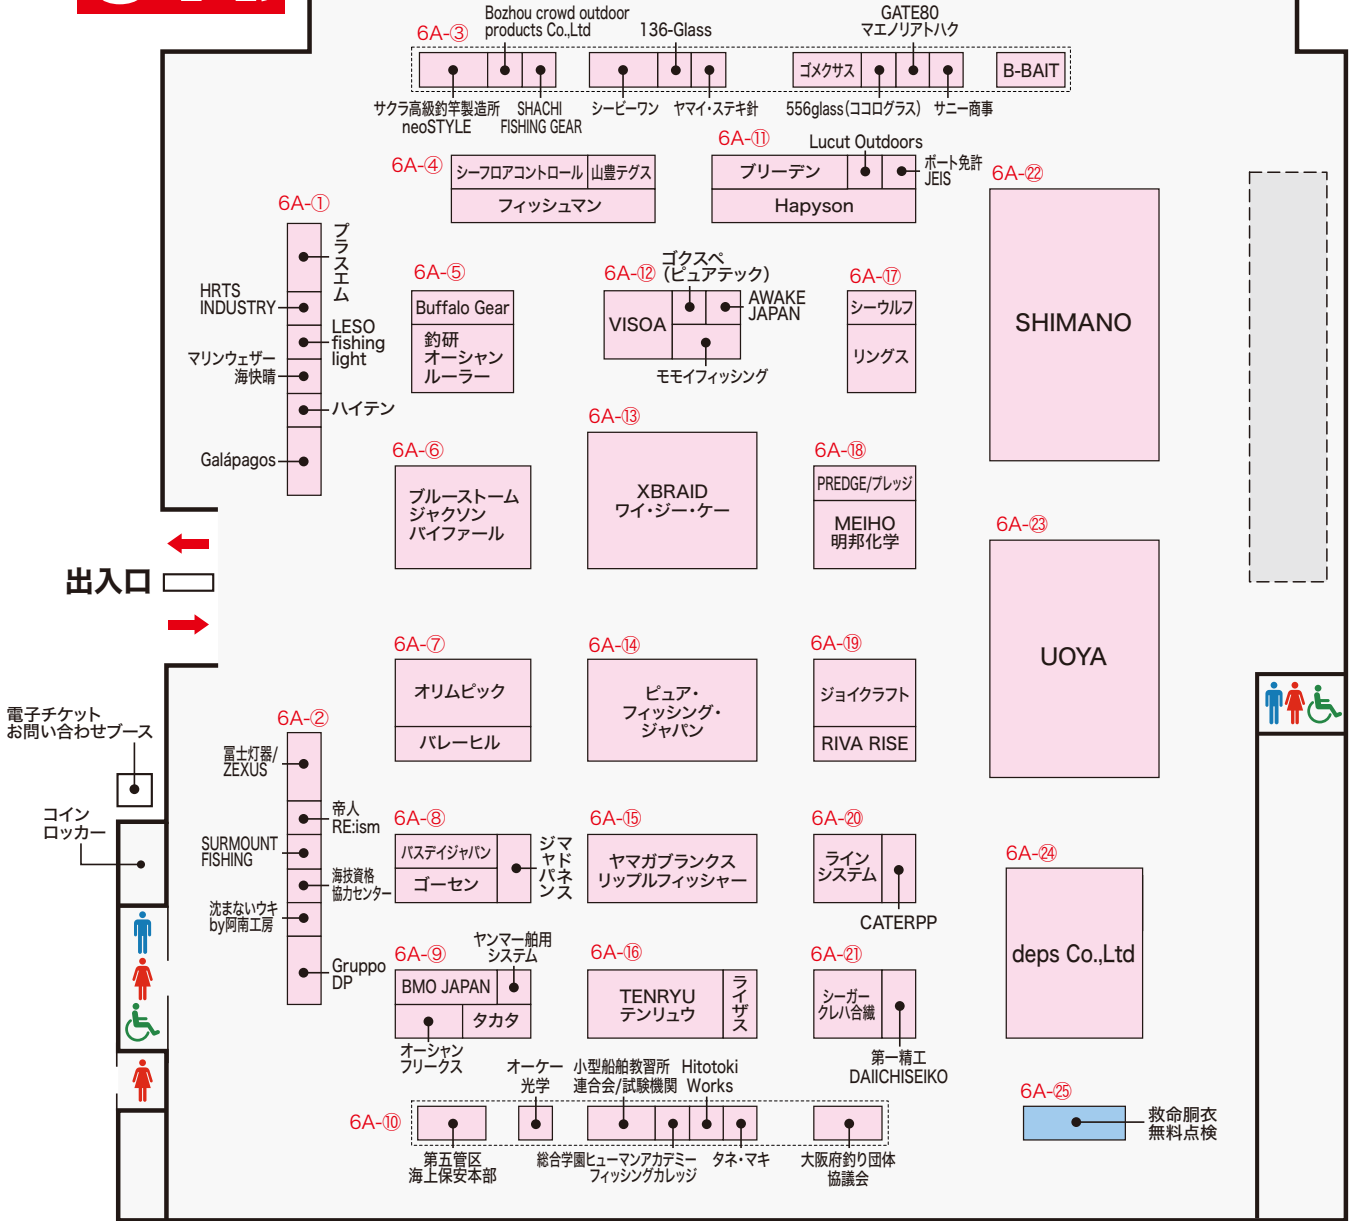 Bozhou crowd outdoor
products Co.,Ltd
136-Glass
GATE80
マエノリアトハク
6A-③
ゴメクサス
B-BAIT
サクラ高級釣竿製造所
neoSTYLE
SHACHI
FISHING GEAR
シーピーワン
ヤマイ・ステキ針
556glass(ココログラス)
サニー商事
6A-④
シーフロアコントロール
山豊テグス
フィッシュマン
6A-⑪
Lucut Outdoors
ブリーデン
ボート免許
JEIS
Hapyson
6A-㉒
SHIMANO
6A-①
プラスエム
HRTS
INDUSTRY
LESO
fishing
light
マリンウェザー
海快晴
ハイテン
Galápagos
6A-⑤
Buffalo Gear
釣研
オーシャン
ルーラー
6A-⑫
ゴクスペ
(ピュアテック)
VISOA
AWAKE
JAPAN
モモイフィッシング
6A-⑰
シーウルフ
リングス
6A-⑥
ブルーストーム
ジャクソン
バイファール
6A-⑬
XBRAID
ワイ・ジー・ケー
6A-⑱
PREDGE/プレッジ
MEIHO
明邦化学
6A-㉓
UOYA
出入口
6A-⑦
オリムピック
バレーヒル
6A-⑭
ピュア・
フィッシング・
ジャパン
6A-⑲
ジョイクラフト
RIVA RISE
電子チケット
お問い合わせブース
コイン
ロッカー
6A-②
冨士灯器/
ZEXUS
帝人
RE:ism
SURMOUNT
FISHING
海技資格
協力センター
沈まないウキ
by阿南工房
Gruppo
DP
6A-⑧
バスデイジャパン
ゴーセン
マドネス
ジャパン
6A-⑮
ヤマガブランクス
リップルフィッシャー
6A-⑳
ライン
システム
CATERPP
6A-㉔
deps Co.,Ltd
6A-⑨
ヤンマー舶用
システム
BMO JAPAN
タカタ
オーシャン
フリークス
6A-⑯
TENRYU
テンリュウ
ライザス
6A-㉑
シーガー
クレハ合繊
第一精工
DAIICHISEIKO
6A-⑩
オーケー
光学
小型船舶教習所
連合会/試験機関
Hitotoki
Works
第五管区
海上保安本部
総合学園ヒューマンアカデミー
フィッシングカレッジ
タネ・マキ
大阪府釣り団体
協議会
6A-㉕
救命胴衣
無料点検